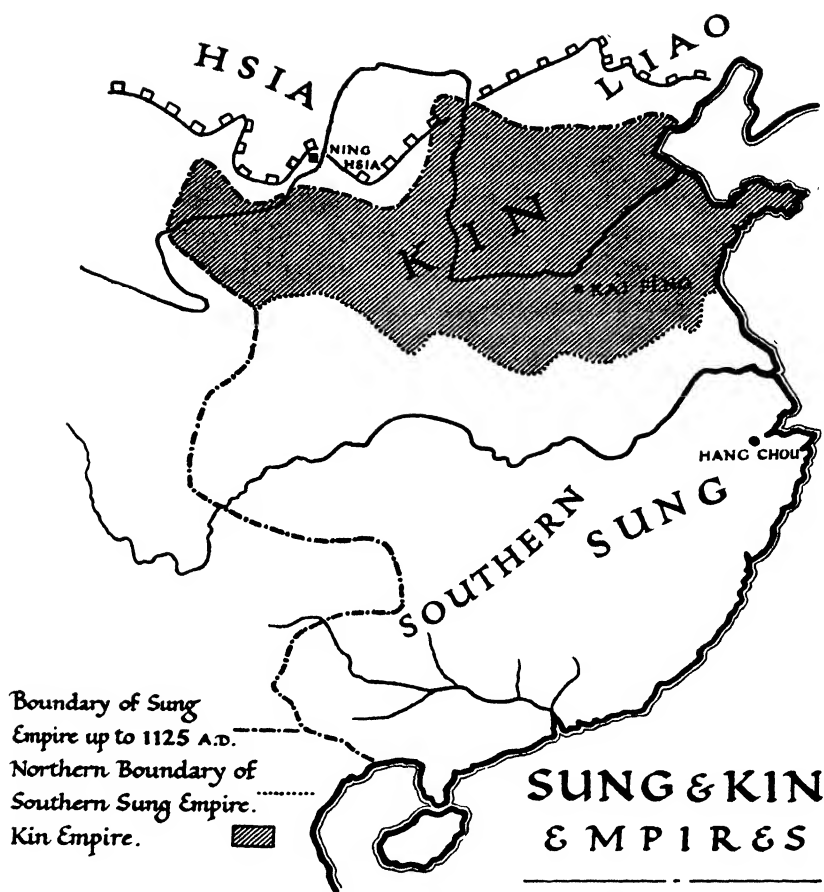 HSIA
LIAO
NING
HSIA
KIN
KAI FÊNG
HANG CHOU
SOUTHERN
SUNG
Boundary of Sung
Empire up to 1125 A.D.
Northern Boundary of
Southern Sung Empire.
Kin Empire.
SUNG & KIN
EMPIRES